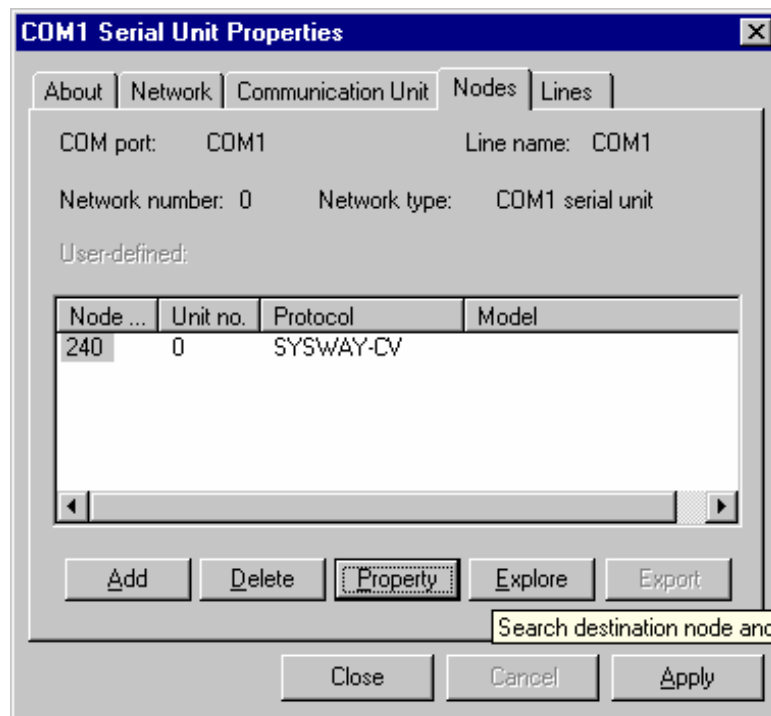 COM1 Serial Unit Properties
About Network Communication Unit Nodes Lines
COM port: COM1 Line name: COM1
Network number: 0 Network type: COM1 serial unit
User-defined:
Node ... Unit no. Protocol Model
240 0 SYSWAY-CV
Add Delete Property Explore Export
Search destination node and
Close Cancel Apply